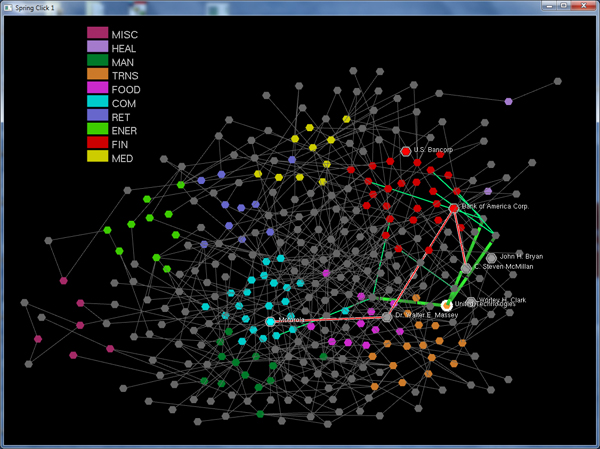 Spring Click 1
MISC
HEAL
MAN
TRNS
FOOD
COM
RET
ENER
FIN
MED
U.S. Bancorp
Bank of America Corp.
John H. Bryan
C. Steven McMillan
Worley H. Clark
United Technologies
Dr. Walter E. Massey
Motorola